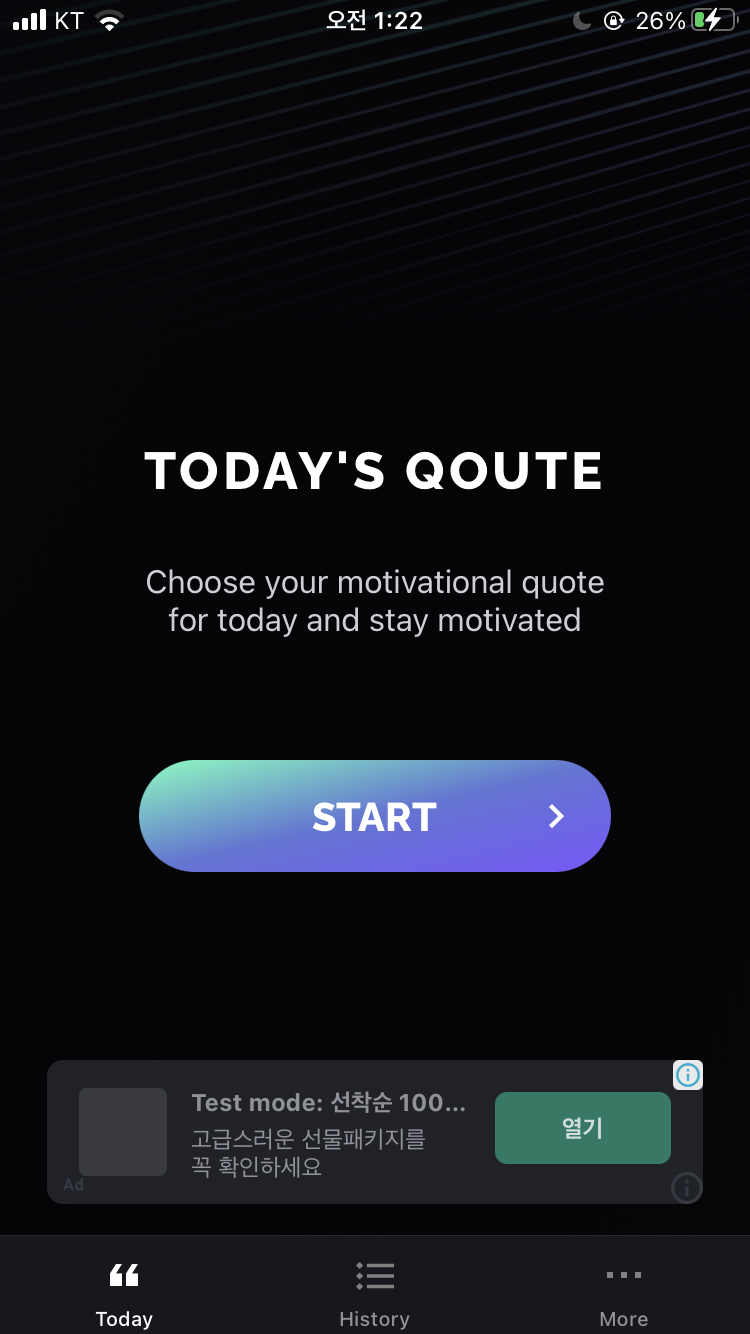 KT 오전 1:22 26%
TODAY'S QOUTE
Choose your motivational quote
for today and stay motivated
START
Test mode: 선착순 100...
고급스러운 선물패키지를
꼭 확인하세요
열기
Ad
Today History More